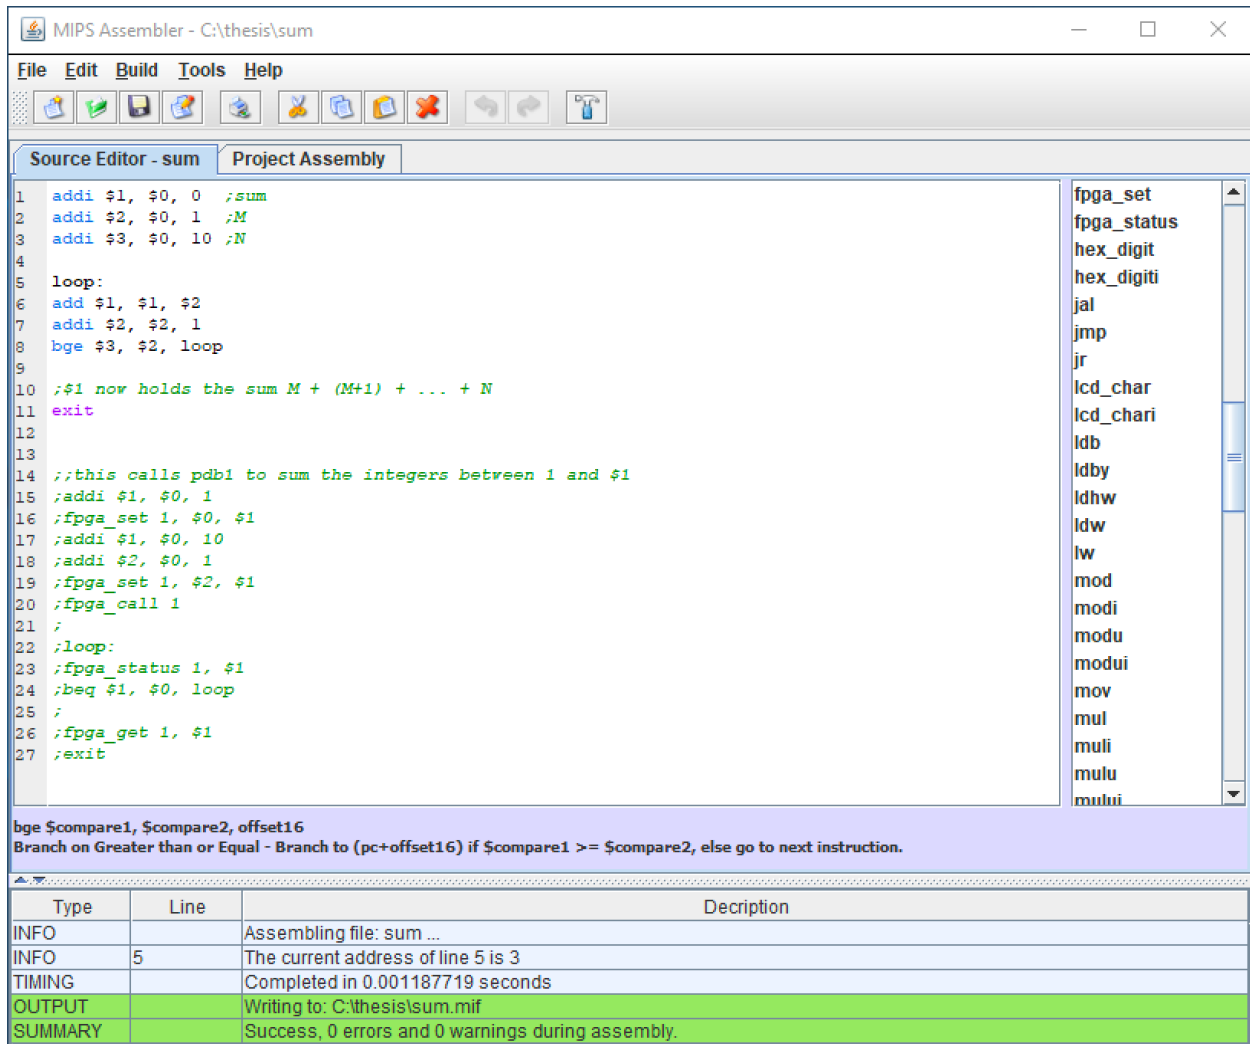 MIPS Assembler - C:\thesis\sum
File Edit Build Tools Help
Source Editor - sum
Project Assembly
1 addi $1, $0, 0 ;sum
2 addi $2, $0, 1 ;M
3 addi $3, $0, 10 ;N
4
5 loop:
6 add $1, $1, $2
7 addi $2, $2, 1
8 bge $3, $2, loop
9
10 ;$1 now holds the sum M + (M+1) + ... + N
11 exit
12
13
14 ;;this calls pdb1 to sum the integers between 1 and $1
15 ;addi $1, $0, 1
16 ;fpga_set 1, $0, $1
17 ;addi $1, $0, 10
18 ;addi $2, $0, 1
19 ;fpga_set 1, $2, $1
20 ;fpga_call 1
21 ;
22 ;loop:
23 ;fpga_status 1, $1
24 ;beq $1, $0, loop
25 ;
26 ;fpga_get 1, $1
27 ;exit
fpga_set
fpga_status
hex_digit
hex_digiti
jal
jmp
jr
lcd_char
lcd_chari
ldb
ldby
ldhw
ldw
lw
mod
modi
modu
modui
mov
mul
muli
mulu
mului
bge $compare1, $compare2, offset16
Branch on Greater than or Equal - Branch to (pc+offset16) if $compare1 >= $compare2, else go to next instruction.
Type Line Decription
INFO Assembling file: sum ...
INFO 5 The current address of line 5 is 3
TIMING Completed in 0.001187719 seconds
OUTPUT Writing to: C:\thesis\sum.mif
SUMMARY Success, 0 errors and 0 warnings during assembly.